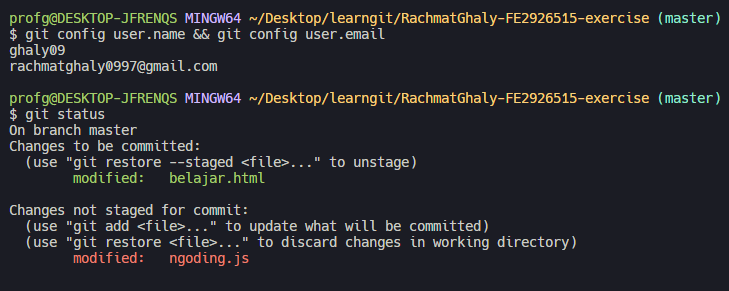 profg@DESKTOP-JFRENQS MINGW64 ~/Desktop/learngit/RachmatGhaly-FE2926515-exercise (master)
$ git config user.name && git config user.email
ghaly09
rachmatghaly0997@gmail.com

profg@DESKTOP-JFRENQS MINGW64 ~/Desktop/learngit/RachmatGhaly-FE2926515-exercise (master)
$ git status
On branch master
Changes to be committed:
  (use "git restore --staged <file>..." to unstage)
        modified:   belajar.html

Changes not staged for commit:
  (use "git add <file>..." to update what will be committed)
  (use "git restore <file>..." to discard changes in working directory)
        modified:   ngoding.js